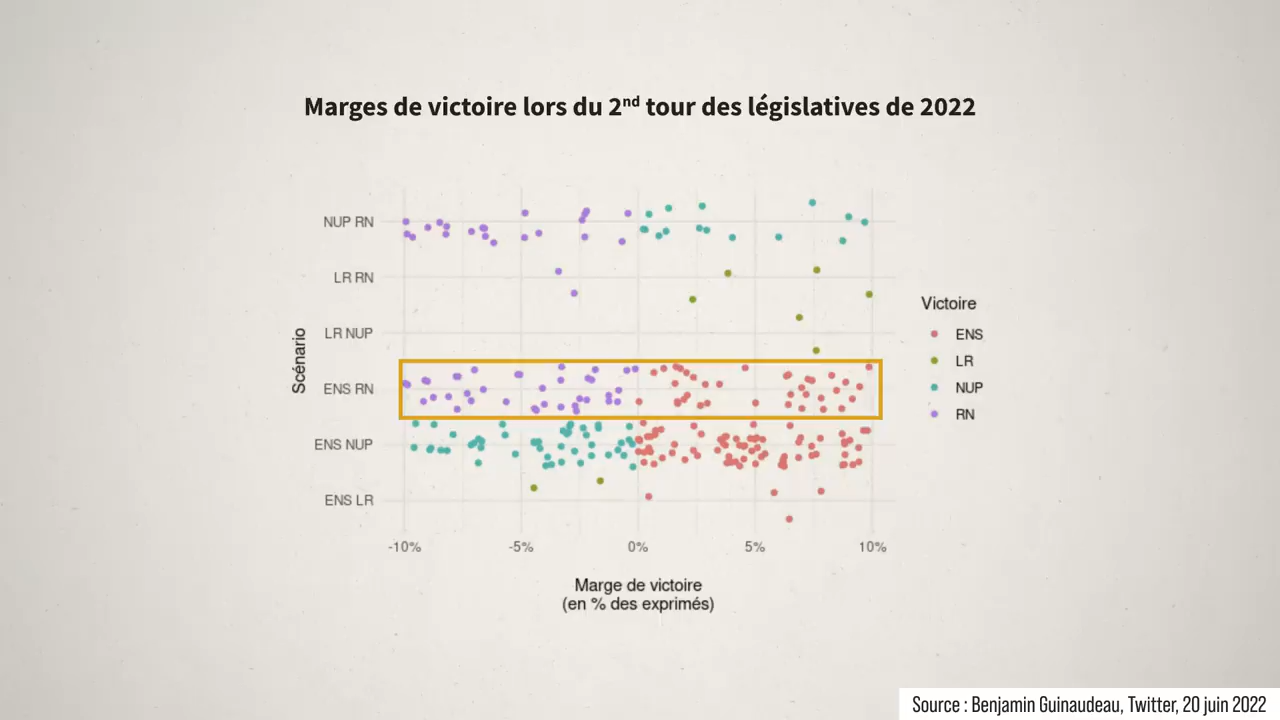 Marges de victoire lors du 2nd tour des législatives de 2022
NUP RN
LR RN
LR NUP
ENS RN
ENS NUP
ENS LR
Scénario
-10%
-5%
0%
5%
10%
Marge de victoire
(en % des exprimés)
Victoire
ENS
LR
NUP
RN
Source : Benjamin Guinaudeau, Twitter, 20 juin 2022